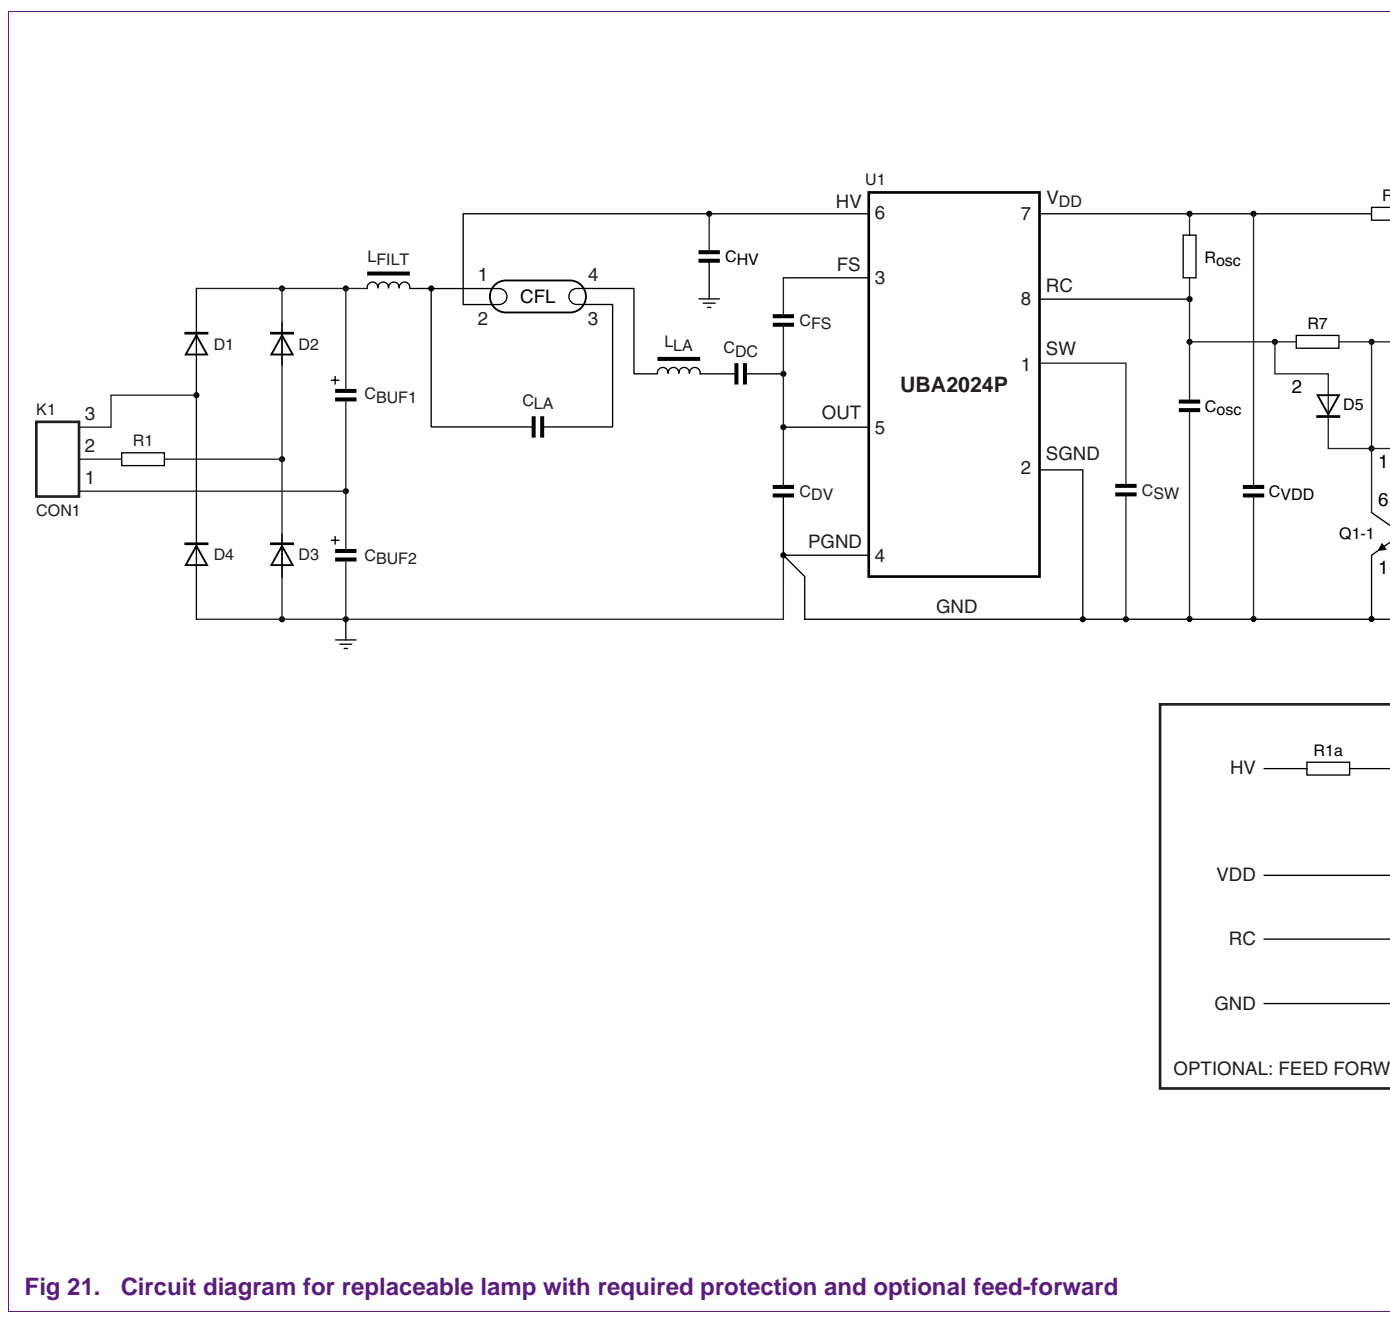 U1
HV
6
7
VDD
R
LFILT
CHV
Rosc
FS
3
RC
8
1
CFL
4
2
3
CFS
R7
LLA
CDC
SW
1
2
D1
D2
UBA2024P
D5
+
CBUF1
CLA
OUT
5
Cosc
K1
3
2
R1
1
CON1
SGND
2
1
CDV
CSW
CVDD
6
Q1-1
1
D4
D3
+
CBUF2
PGND
4
GND
R1a
HV
VDD
RC
GND
OPTIONAL: FEED FORW
Fig 21. Circuit diagram for replaceable lamp with required protection and optional feed-forward